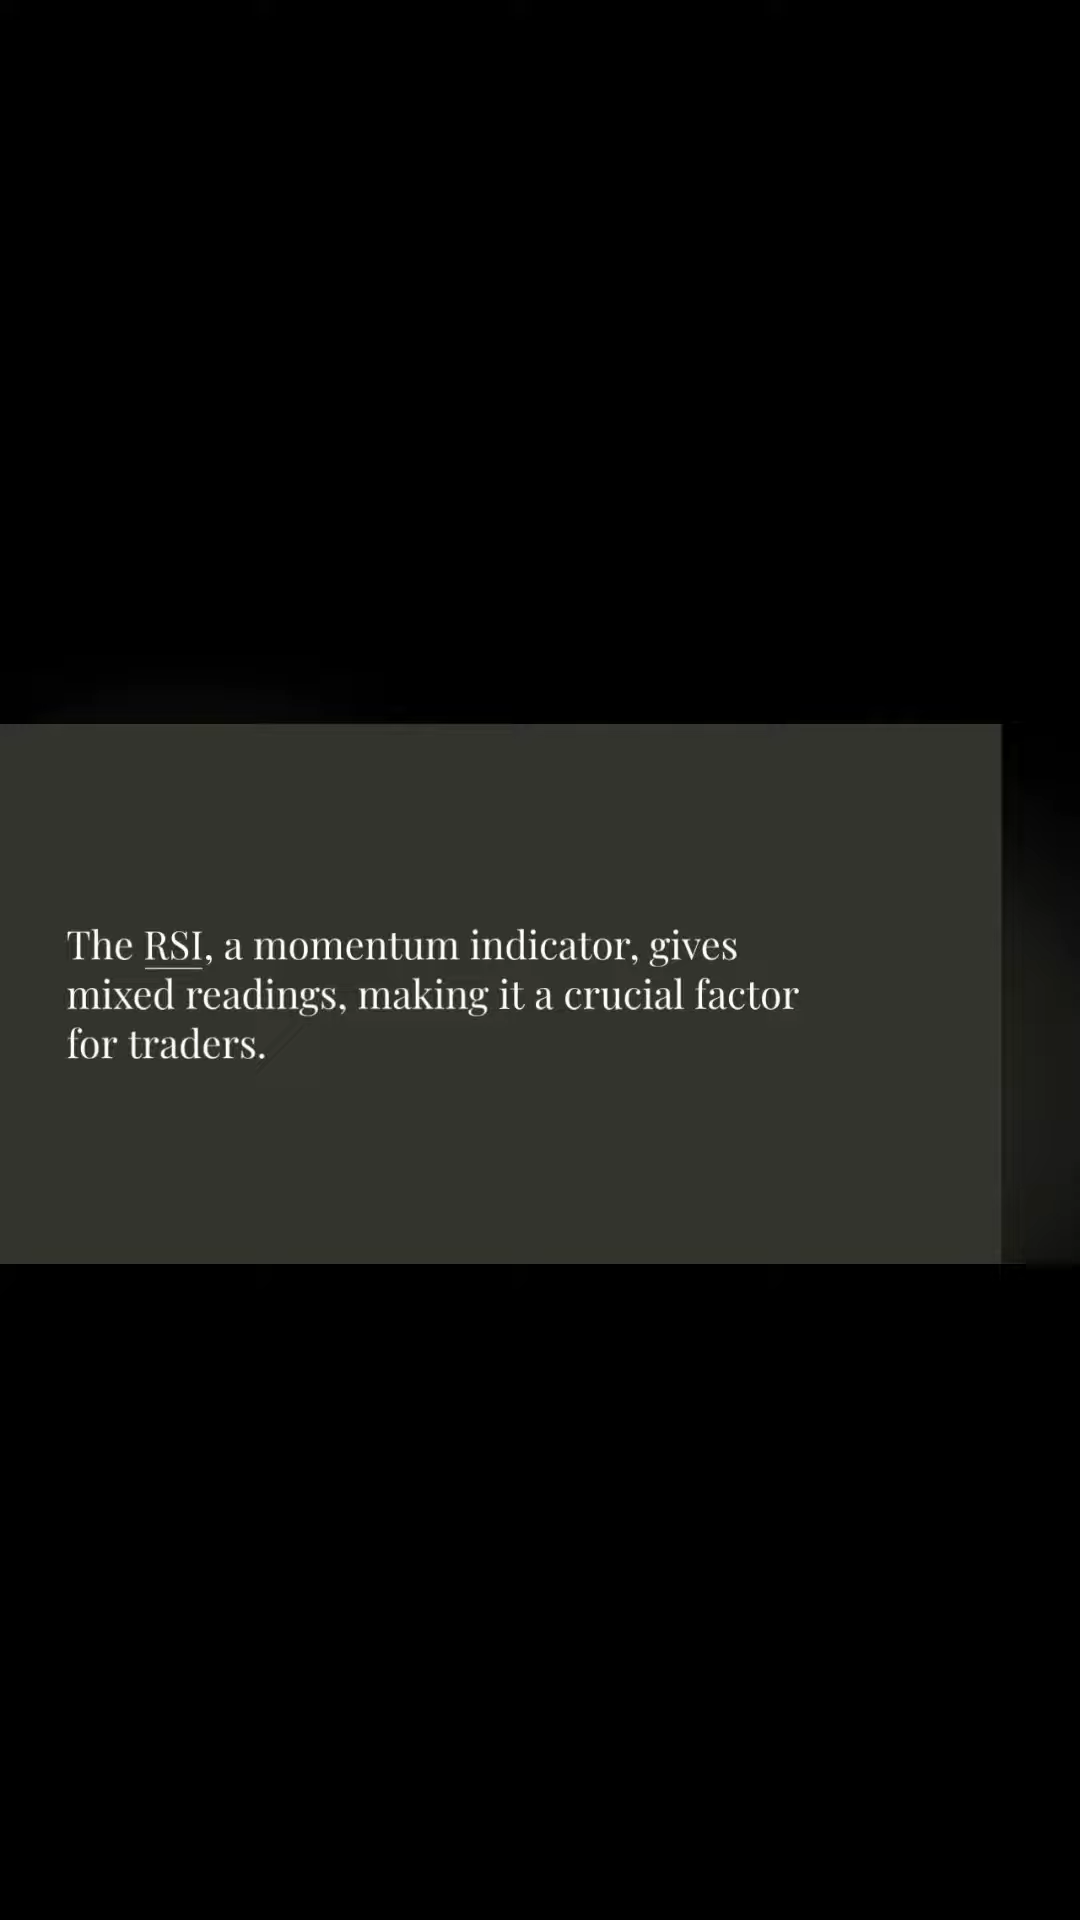 The RSI, a momentum indicator, gives
mixed readings, making it a crucial factor
for traders.